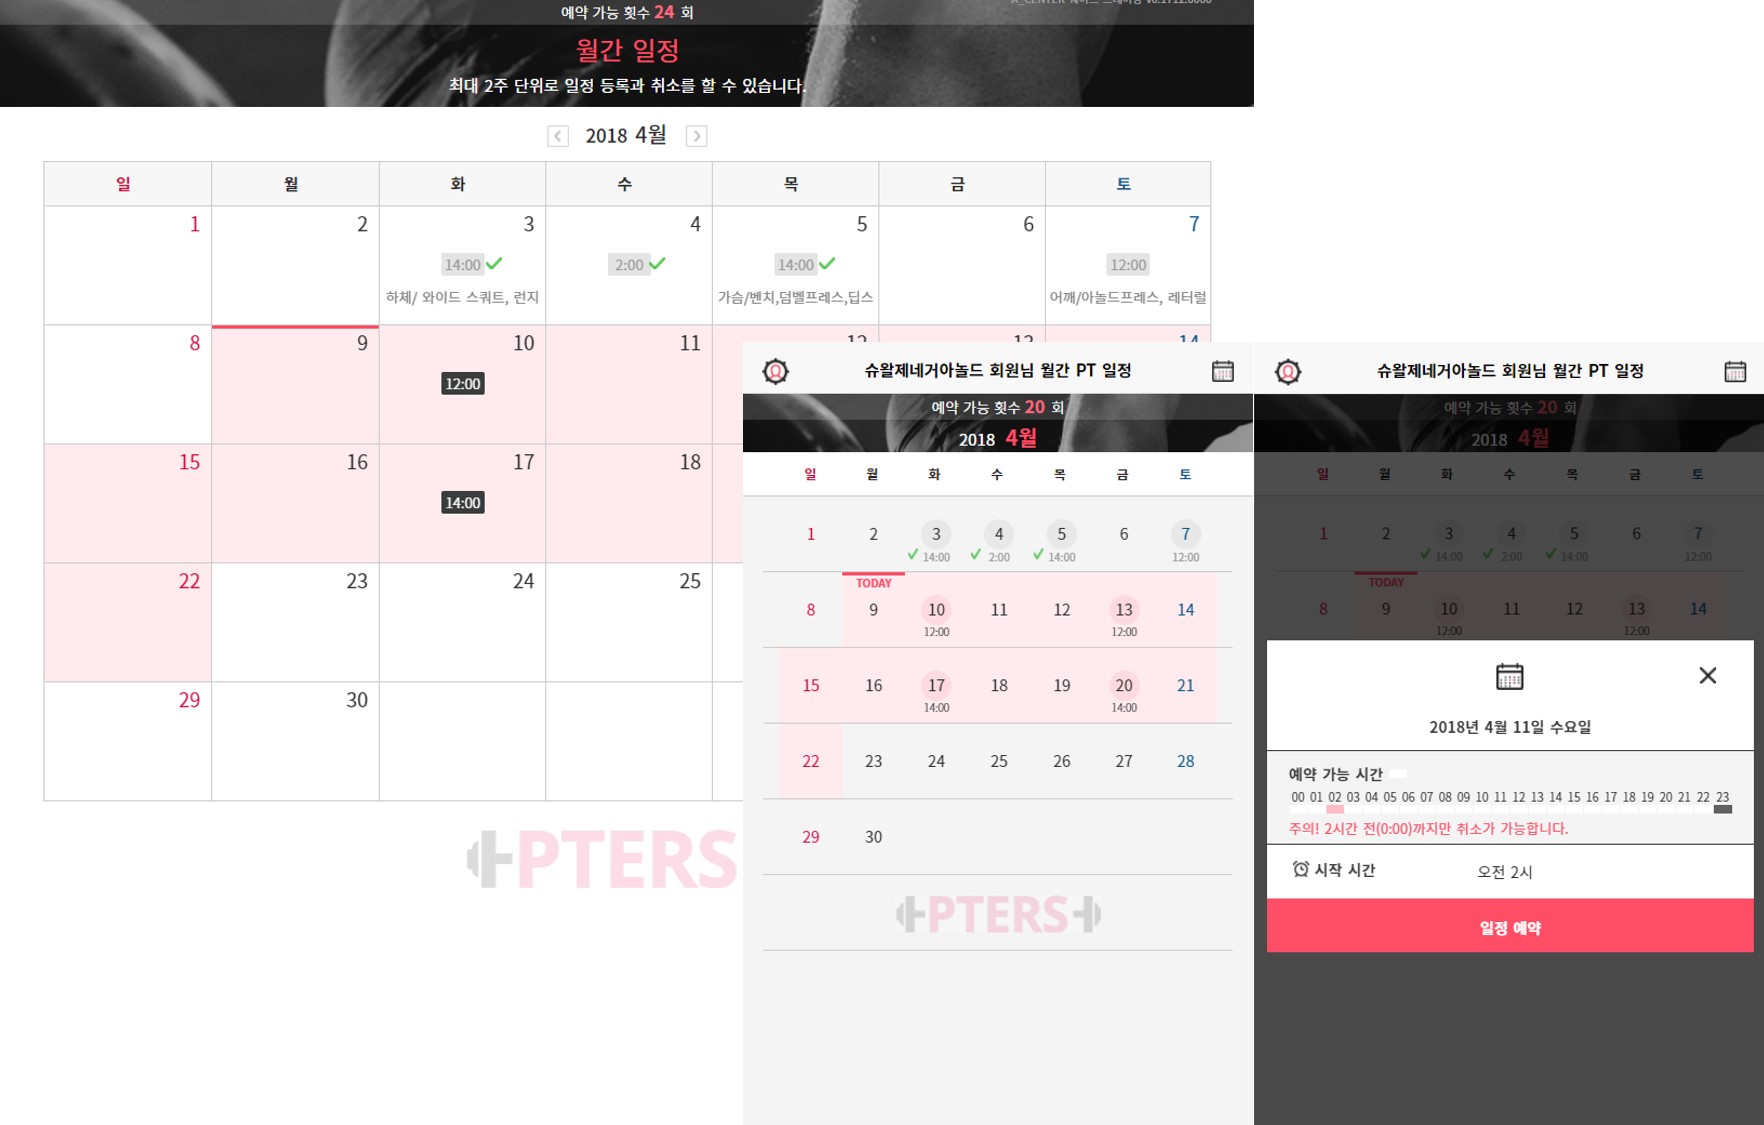 예약 가능 횟수 24 회
월간 일정
최대 2주 단위로 일정 등록과 취소를 할 수 있습니다.
2018 4월
일 월 화 수 목 금 토
1 2 3 4 5 6 7
14:00 2:00 14:00 12:00
하체/ 와이드 스쿼트, 런지 가슴/벤치,덤벨프레스,딥스 어깨/아놀드프레스, 레터럴
8 9 10 11 12 13 14
12:00
15 16 17 18
14:00
22 23 24 25
29 30
PTERS
슈왈제네거아놀드 회원님 월간 PT 일정
예약 가능 횟수 20 회
2018 4월
일 월 화 수 목 금 토
1 2 3 4 5 6 7
14:00 2:00 14:00 12:00
TODAY
8 9 10 11 12 13 14
12:00 12:00
15 16 17 18 19 20 21
14:00 14:00
22 23 24 25 26 27 28
29 30
PTERS
슈왈제네거아놀드 회원님 월간 PT 일정
예약 가능 횟수 20 회
2018 4월
일 월 화 수 목 금 토
1 2 3 4 5 6 7
14:00 2:00 14:00 12:00
TODAY
8 9 10 11 12 13 14
12:00 12:00
2018년 4월 11일 수요일
예약 가능 시간
00 01 02 03 04 05 06 07 08 09 10 11 12 13 14 15 16 17 18 19 20 21 22 23
주의! 2시간 전(0:00)까지만 취소가 가능합니다.
시작 시간 오전 2시
일정 예약